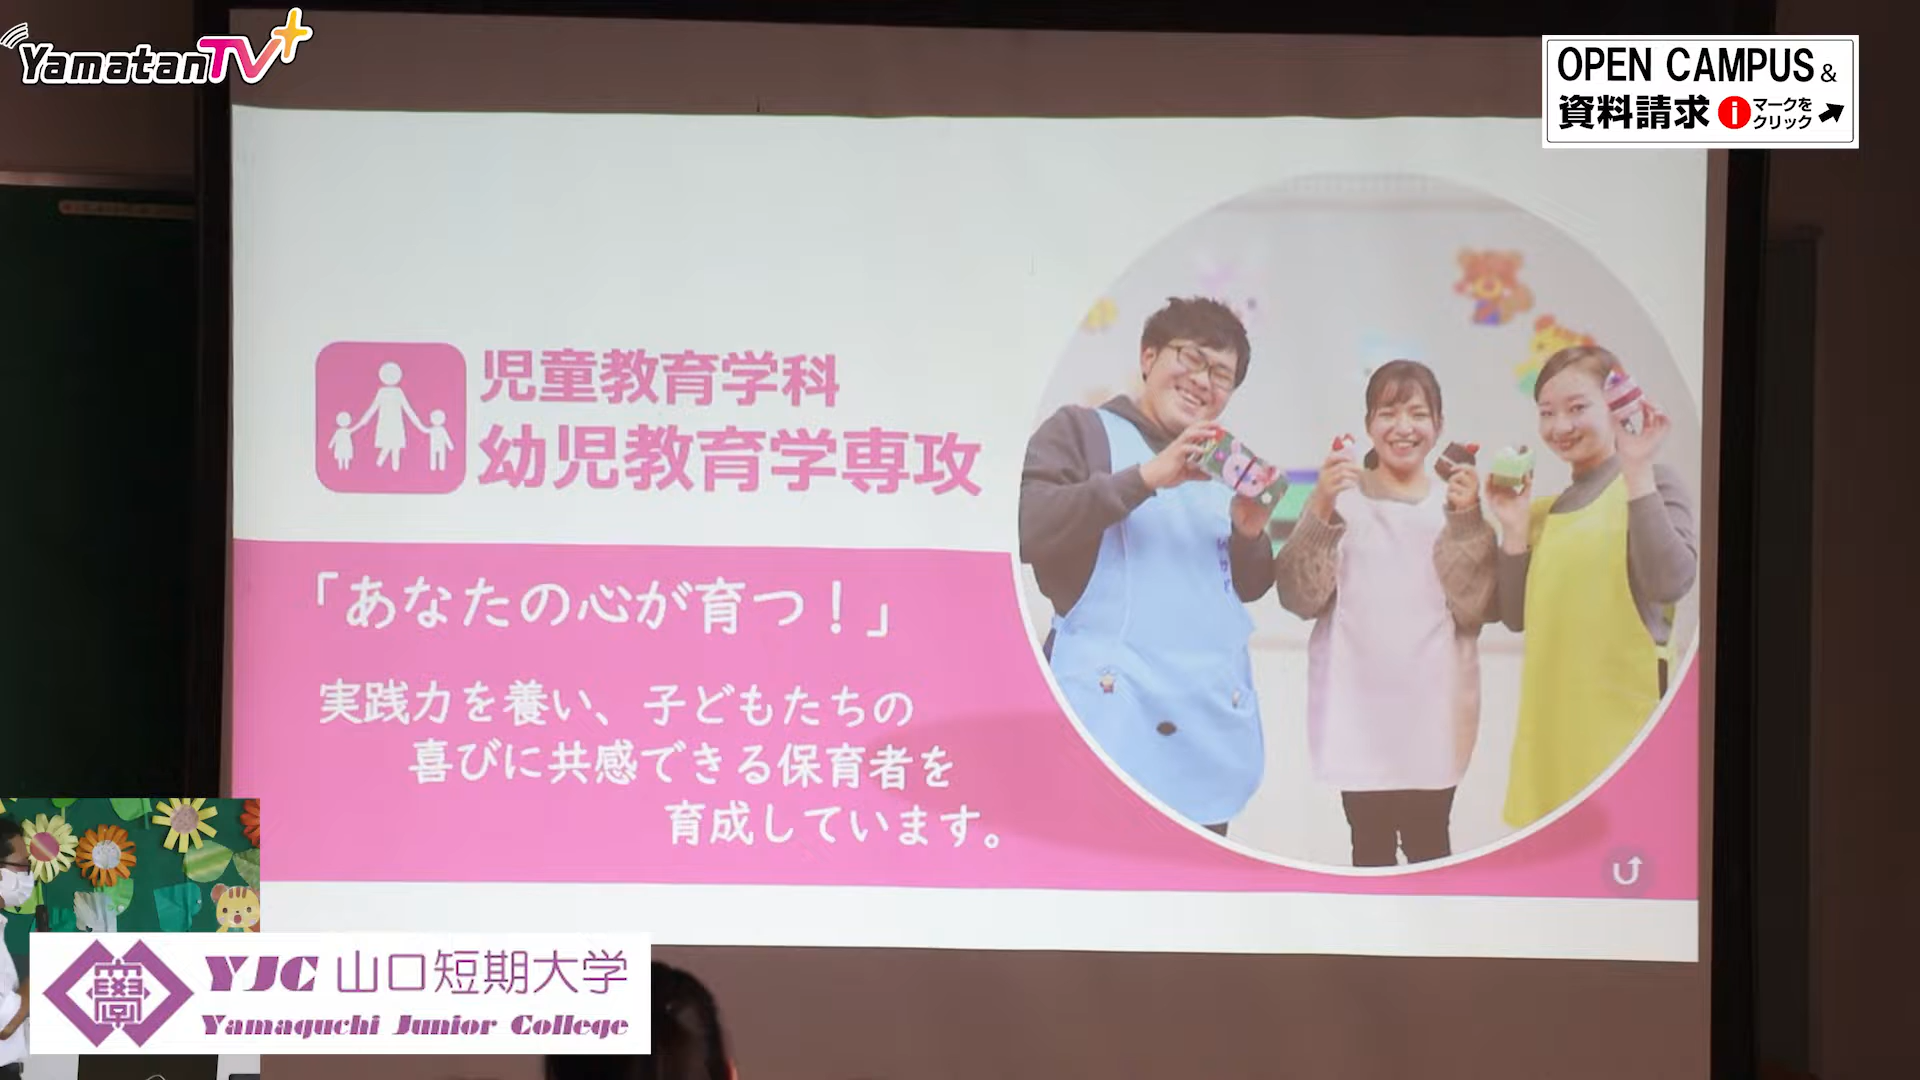 YamatanTV+
OPEN CAMPUS &
資料請求 i マークを
クリック
児童教育学科
幼児教育学専攻
「あなたの心が育つ!」
実践力を養い、子どもたちの
喜びに共感できる保育者を
育成しています。
學
YJC 山口短期大学
Yamaguchi Junior College